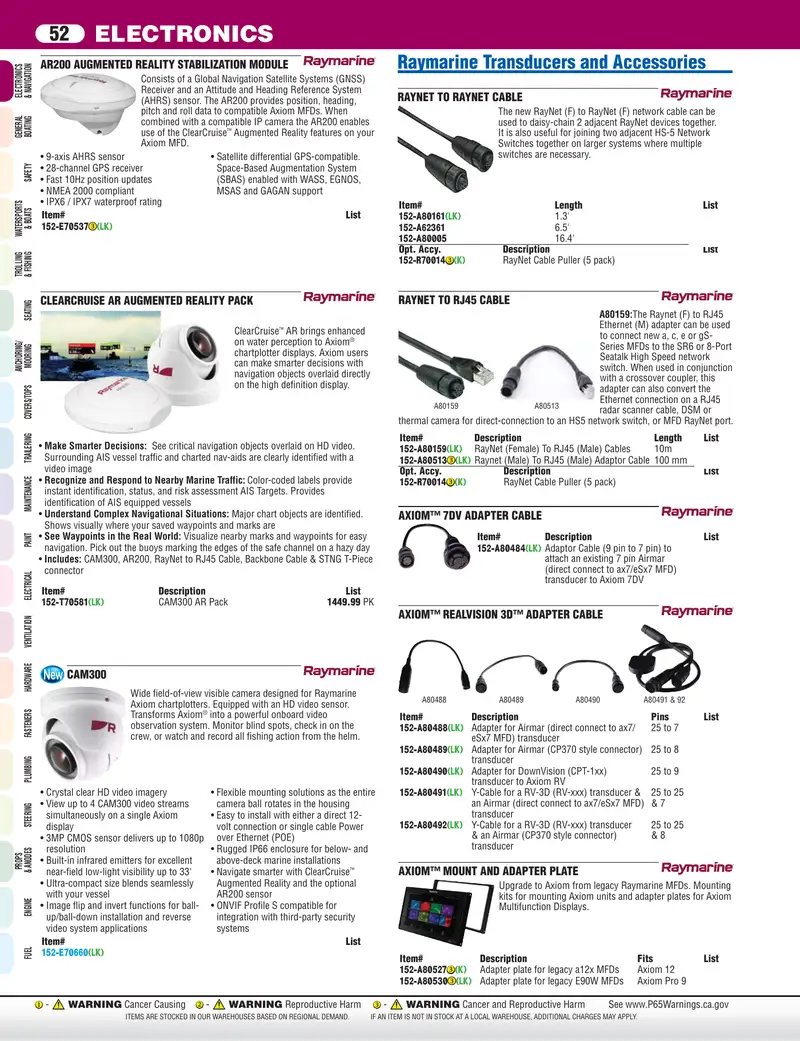 52 ELECTRONICS
ELECTRONICS & NAVIGATION
GENERAL BOATING
SAFETY
WATERSPORTS & BOATS
TROLLING & FISHING
SEATING
ANCHORING/ MOORING
COVERS/TOPS
TRAILERING
MAINTENANCE
PAINT
ELECTRICAL
VENTILATION
HARDWARE
FASTENERS
PLUMBING
STEERING
PROPS & ANODES
ENGINE
FUEL
AR200 AUGMENTED REALITY STABILIZATION MODULE Raymarine
Consists of a Global Navigation Satellite Systems (GNSS)
Receiver and an Attitude and Heading Reference System
(AHRS) sensor. The AR200 provides position, heading,
pitch and roll data to compatible Axiom MFDs. When
combined with a compatible IP camera the AR200 enables
use of the ClearCruise™ Augmented Reality features on your
Axiom MFD.
• 9-axis AHRS sensor
• 28-channel GPS receiver
• Fast 10Hz position updates
• NMEA 2000 compliant
• IPX6 / IPX7 waterproof rating
• Satellite differential GPS-compatible.
Space-Based Augmentation System
(SBAS) enabled with WASS, EGNOS,
MSAS and GAGAN support
Item# List
152-E70537 3 (LK)
CLEARCRUISE AR AUGMENTED REALITY PACK Raymarine
ClearCruise™ AR brings enhanced
on water perception to Axiom®
chartplotter displays. Axiom users
can make smarter decisions with
navigation objects overlaid directly
on the high definition display.
• Make Smarter Decisions: See critical navigation objects overlaid on HD video.
Surrounding AIS vessel traffic and charted nav-aids are clearly identified with a
video image
• Recognize and Respond to Nearby Marine Traffic: Color-coded labels provide
instant identification, status, and risk assessment AIS Targets. Provides
identification of AIS equipped vessels
• Understand Complex Navigational Situations: Major chart objects are identified.
Shows visually where your saved waypoints and marks are
• See Waypoints in the Real World: Visualize nearby marks and waypoints for easy
navigation. Pick out the buoys marking the edges of the safe channel on a hazy day
• Includes: CAM300, AR200, RayNet to RJ45 Cable, Backbone Cable & STNG T-Piece
connector
Item# Description List
152-T70581(LK) CAM300 AR Pack 1449.99 PK
New CAM300 Raymarine
Wide field-of-view visible camera designed for Raymarine
Axiom chartplotters. Equipped with an HD video sensor.
Transforms Axiom® into a powerful onboard video
observation system. Monitor blind spots, check in on the
crew, or watch and record all fishing action from the helm.
• Crystal clear HD video imagery
• View up to 4 CAM300 video streams
simultaneously on a single Axiom
display
• 3MP CMOS sensor delivers up to 1080p
resolution
• Built-in infrared emitters for excellent
near-field low-light visibility up to 33'
• Ultra-compact size blends seamlessly
with your vessel
• Image flip and invert functions for ball-
up/ball-down installation and reverse
video system applications
• Flexible mounting solutions as the entire
camera ball rotates in the housing
• Easy to install with either a direct 12-
volt connection or single cable Power
over Ethernet (POE)
• Rugged IP66 enclosure for below- and
above-deck marine installations
• Navigate smarter with ClearCruise™
Augmented Reality and the optional
AR200 sensor
• ONVIF Profile S compatible for
integration with third-party security
systems
Item# List
152-E70660(LK)
Raymarine Transducers and Accessories
RAYNET TO RAYNET CABLE Raymarine
The new RayNet (F) to RayNet (F) network cable can be
used to daisy-chain 2 adjacent RayNet devices together.
It is also useful for joining two adjacent HS-5 Network
Switches together on larger systems where multiple
switches are necessary.
Item# Length List
152-A80161(LK) 1.3'
152-A62361 6.5'
152-A80005 16.4'
Opt. Accy. Description List
152-R70014 3 (K) RayNet Cable Puller (5 pack)
RAYNET TO RJ45 CABLE Raymarine
A80159:The Raynet (F) to RJ45
Ethernet (M) adapter can be used
to connect new a, c, e or gS-
Series MFDs to the SR6 or 8-Port
Seatalk High Speed network
switch. When used in conjunction
with a crossover coupler, this
adapter can also convert the
Ethernet connection on a RJ45
radar scanner cable, DSM or
thermal camera for direct-connection to an HS5 network switch, or MFD RayNet port.
A80159 A80513
Item# Description Length List
152-A80159(LK) RayNet (Female) To RJ45 (Male) Cables 10m
152-A80513 3 (LK) Raynet (Male) To RJ45 (Male) Adaptor Cable 100 mm
Opt. Accy. Description List
152-R70014 3 (K) RayNet Cable Puller (5 pack)
AXIOM™ 7DV ADAPTER CABLE Raymarine
Item# Description List
152-A80484(LK) Adaptor Cable (9 pin to 7 pin) to
attach an existing 7 pin Airmar
(direct connect to ax7/eSx7 MFD)
transducer to Axiom 7DV
AXIOM™ REALVISION 3D™ ADAPTER CABLE Raymarine
A80488 A80489 A80490 A80491 & 92
Item# Description Pins List
152-A80488(LK) Adapter for Airmar (direct connect to ax7/ 25 to 7
eSx7 MFD) transducer
152-A80489(LK) Adapter for Airmar (CP370 style connector) 25 to 8
transducer
152-A80490(LK) Adapter for DownVision (CPT-1xx) 25 to 9
transducer to Axiom RV
152-A80491(LK) Y-Cable for a RV-3D (RV-xxx) transducer & 25 to 25
an Airmar (direct connect to ax7/eSx7 MFD) & 7
transducer
152-A80492(LK) Y-Cable for a RV-3D (RV-xxx) transducer 25 to 25
& an Airmar (CP370 style connector) & 8
transducer
AXIOM™ MOUNT AND ADAPTER PLATE Raymarine
Upgrade to Axiom from legacy Raymarine MFDs. Mounting
kits for mounting Axiom units and adapter plates for Axiom
Multifunction Displays.
Item# Description Fits List
152-A80527 3 (K) Adapter plate for legacy a12x MFDs Axiom 12
152-A80530 3 (LK) Adapter plate for legacy E90W MFDs Axiom Pro 9
1 - WARNING Cancer Causing 2 - WARNING Reproductive Harm 3 - WARNING Cancer and Reproductive Harm See www.P65Warnings.ca.gov
ITEMS ARE STOCKED IN OUR WAREHOUSES BASED ON REGIONAL DEMAND. IF AN ITEM IS NOT IN STOCK AT A LOCAL WAREHOUSE, ADDITIONAL CHARGES MAY APPLY.